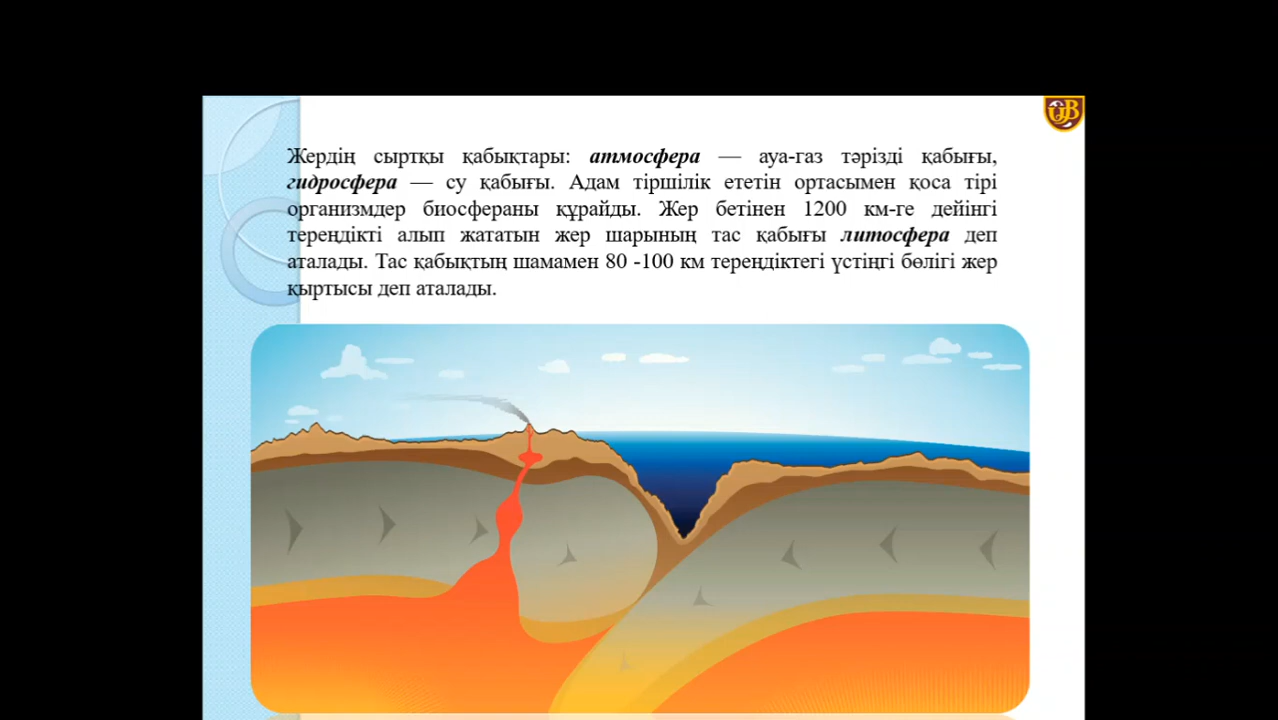 Жердің сыртқы қабықтары: атмосфера — ауа-газ тәрізді қабығы,
гидросфера — су қабығы. Адам тіршілік ететін ортасымен қоса тірі
организмдер биосфераны құрайды. Жер бетінен 1200 км-ге дейінгі
тереңдікті алып жататын жер шарының тас қабығы литосфера деп
аталады. Тас қабықтың шамамен 80 -100 км тереңдіктегі үстіңгі бөлігі жер
қыртысы деп аталады.